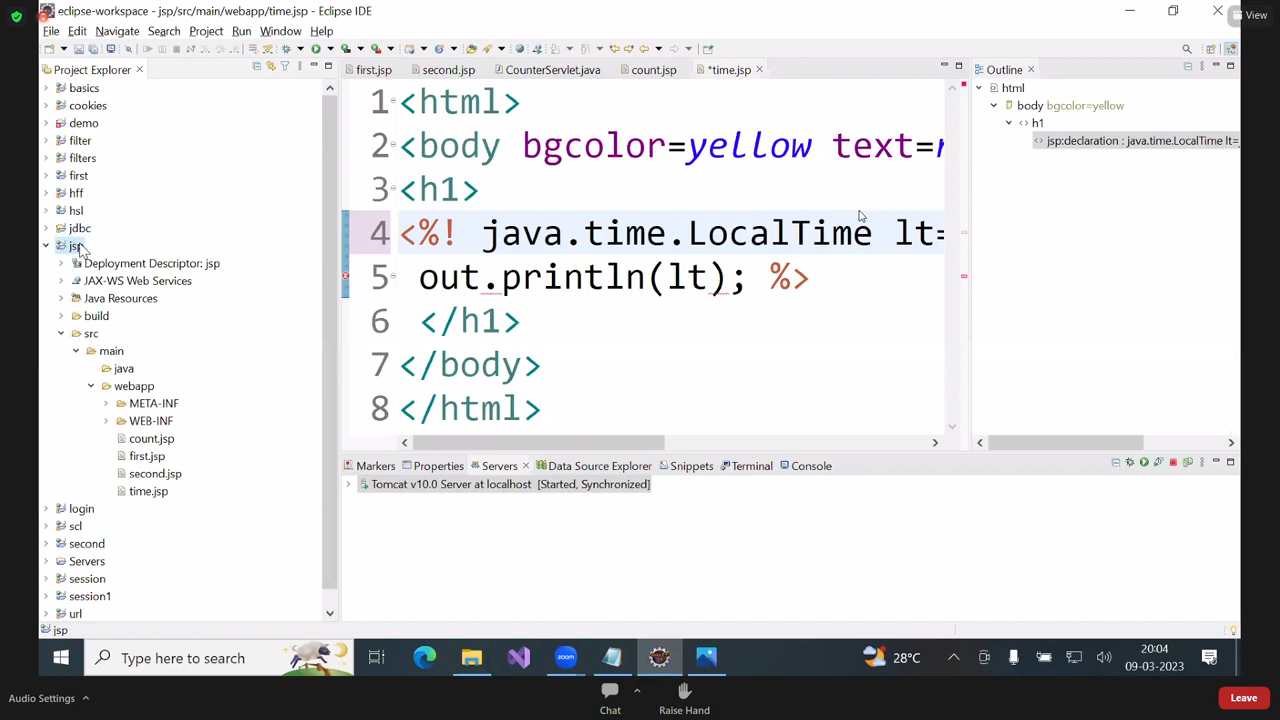 eclipse-workspace - jsp/src/main/webapp/time.jsp - Eclipse IDE
View
File Edit Navigate Search Project Run Window Help
Project Explorer
first.jsp second.jsp CounterServlet.java count.jsp *time.jsp
Outline
basics
cookies
demo
filter
filters
first
hff
hsl
jdbc
jsp
Deployment Descriptor: jsp
JAX-WS Web Services
Java Resources
build
src
main
java
webapp
META-INF
WEB-INF
count.jsp
first.jsp
second.jsp
time.jsp
login
scl
second
Servers
session
session1
url
1 <html>
2 <body bgcolor=yellow text=
3 <h1>
4 <%! java.time.LocalTime lt=
5 out.println(lt); %>
6 </h1>
7 </body>
8 </html>
html
body bgcolor=yellow
h1
jsp:declaration : java.time.LocalTime lt=
Markers Properties Servers Data Source Explorer Snippets Terminal Console
Tomcat v10.0 Server at localhost [Started, Synchronized]
jsp
Type here to search
zoom
28°C
20:04
09-03-2023
Audio Settings
Chat
Raise Hand
Leave